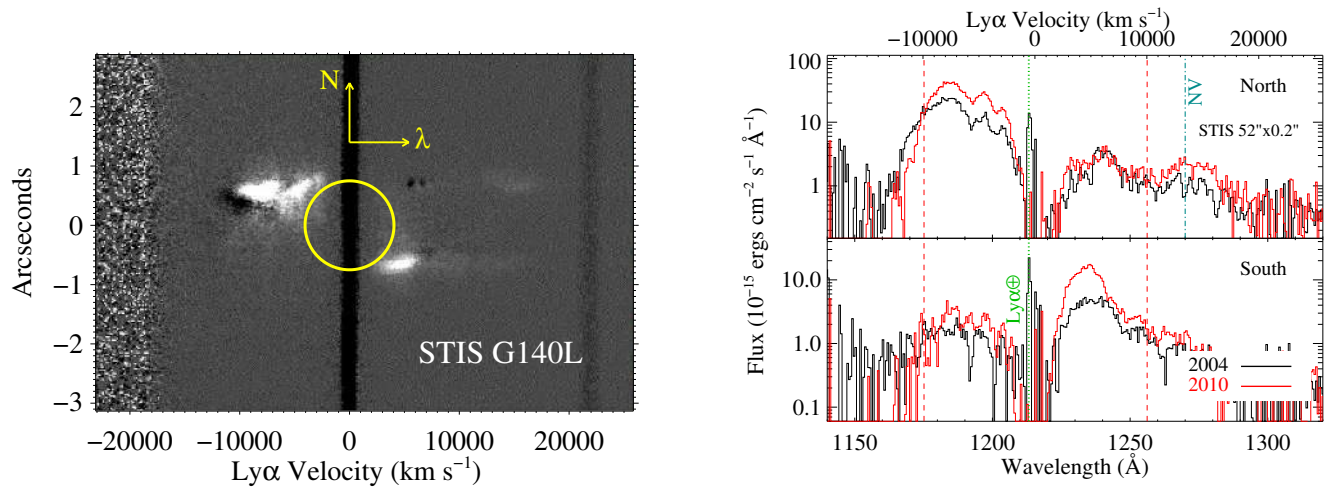 2
1
0
−1
−2
−3
Arcseconds
N
λ
STIS G140L
−20000 −10000 0 10000 20000
Lyα Velocity (km s⁻¹)
Lyα Velocity (km s⁻¹)
−10000 0 10000 20000
100
10
1
North
STIS 52"x0.2"
NV
10.0
1.0
0.1
South
Lyα⊕
2004
2010
Flux (10⁻¹⁵ ergs cm⁻² s⁻¹ Å⁻¹)
1150 1200 1250 1300
Wavelength (Å)